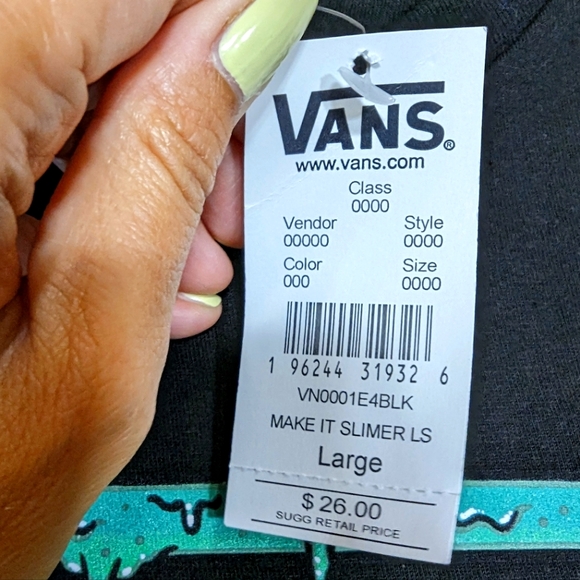 VANS®
www.vans.com
Class
0000
Vendor Style
00000 0000
Color Size
000 0000
1 96244 31932 6
VN0001E4BLK
MAKE IT SLIMER LS
Large
$26.00
SUGG RETAIL PRICE